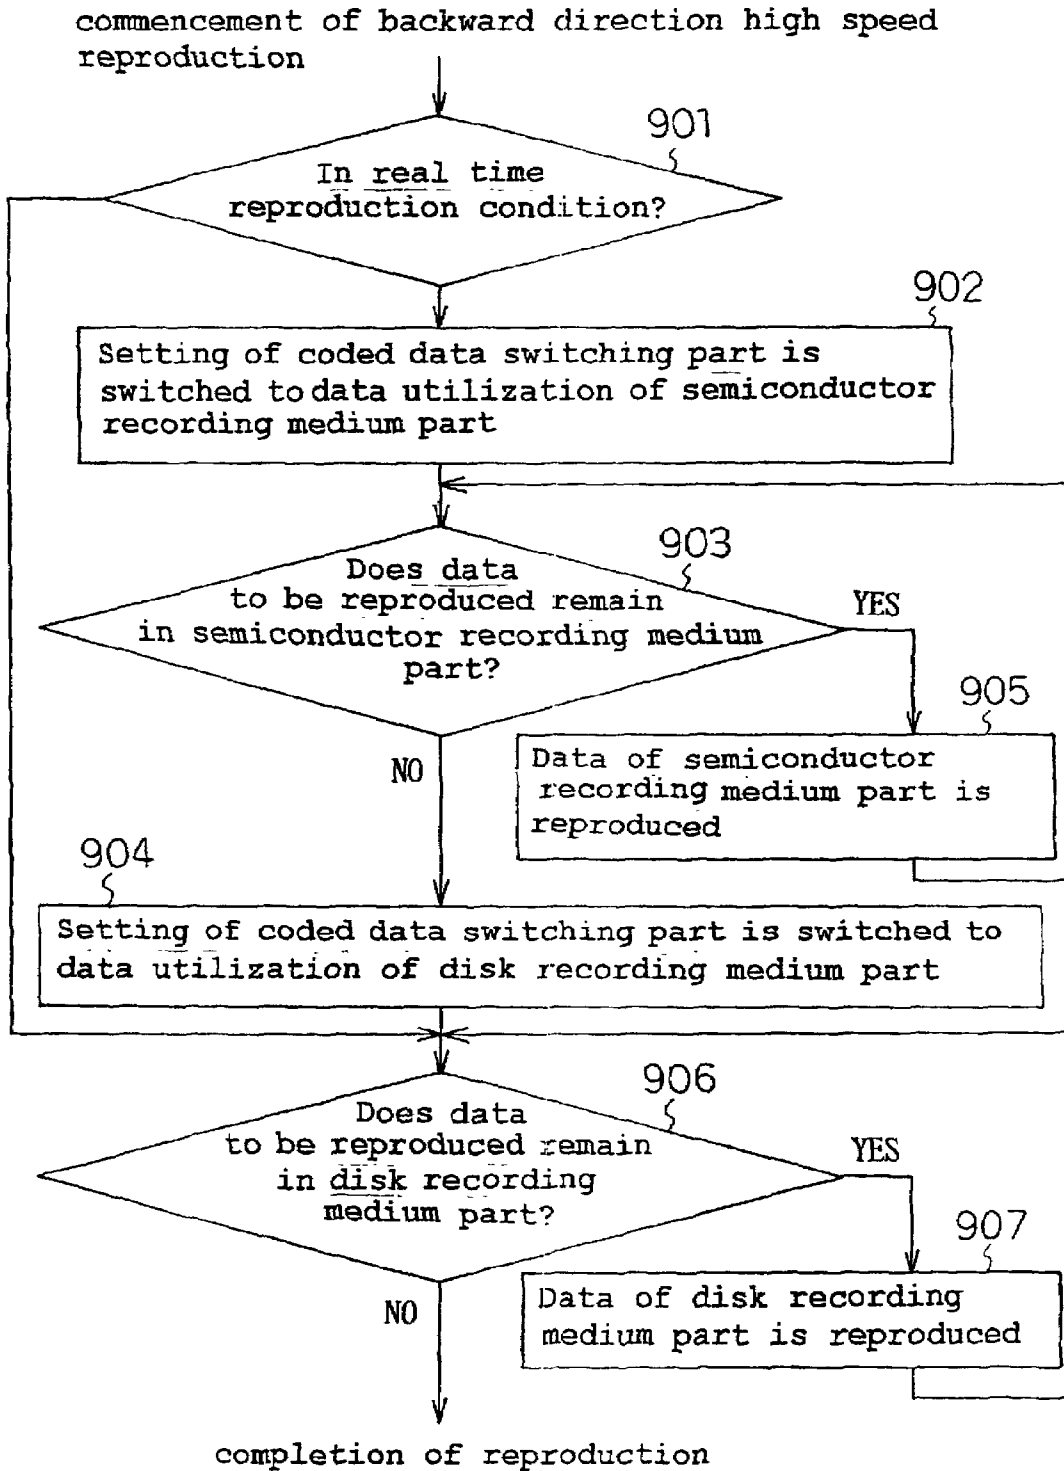 commencement of backward direction high speed
reproduction
901
In real time
reproduction condition?
902
Setting of coded data switching part is
switched to data utilization of semiconductor
recording medium part
903
Does data
to be reproduced remain
in semiconductor recording medium
part?
YES
905
Data of semiconductor
recording medium part is
reproduced
NO
904
Setting of coded data switching part is switched to
data utilization of disk recording medium part
906
Does data
to be reproduced remain
in disk recording
medium part?
YES
907
Data of disk recording
medium part is reproduced
NO
completion of reproduction